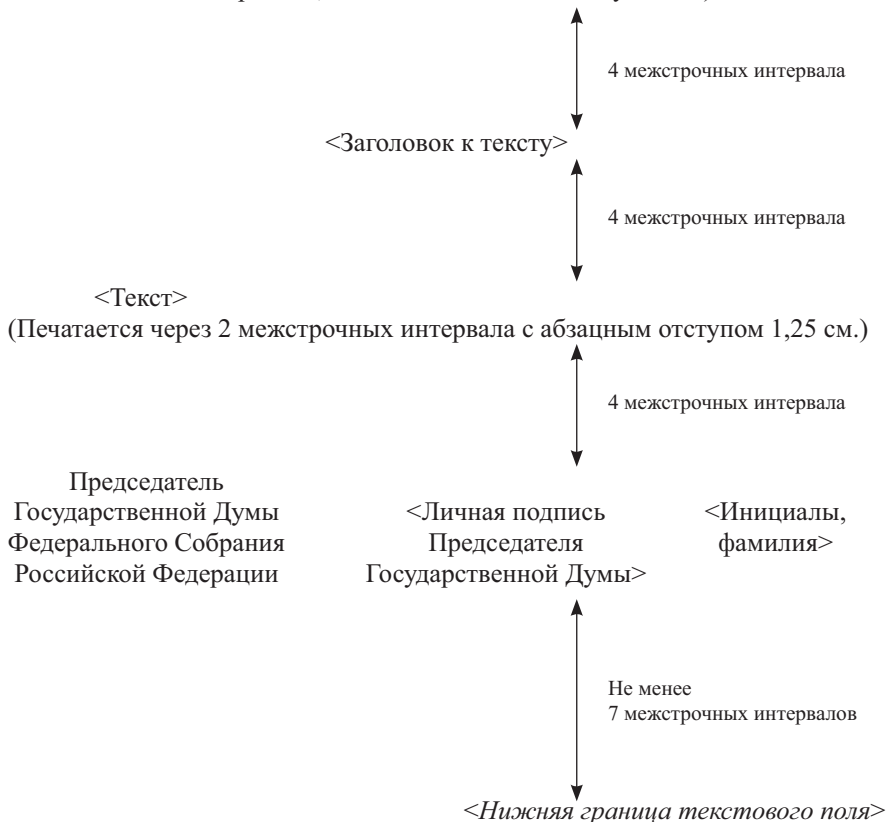 4 межстрочных интервала
<Заголовок к тексту>
4 межстрочных интервала
<Текст>
(Печатается через 2 межстрочных интервала с абзацным отступом 1,25 см.)
4 межстрочных интервала
Председатель
Государственной Думы <Личная подпись <Инициалы,
Федерального Собрания Председателя фамилия>
Российской Федерации Государственной Думы>
Не менее
7 межстрочных интервалов
<Нижняя граница текстового поля>